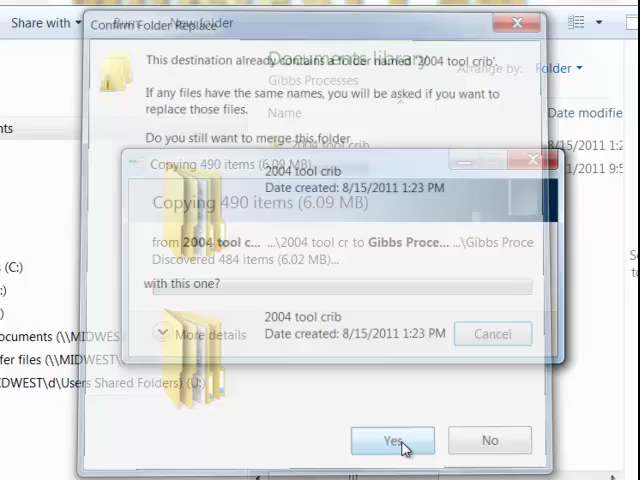 Share with Burn New folder
Confirm Folder Replace
This destination already contains a folder named '2004 tool crib'.
Documents library
Arrange by: Folder
Gibbs Processes
If any files have the same names, you will be asked if you want to
replace those files.
Name
Date modifie
Do you still want to merge this folder
ents
2004 tool crib
8/15/2011 1:2
Copying 490 items (6.09 MB)
8/15/2011 9:5
2004 tool crib
Date created: 8/15/2011 1:23 PM
Copying 490 items (6.09 MB)
from 2004 tool c... ...\2004 tool cr to Gibbs Proce... ...\Gibbs Proce
Discovered 484 items (6.02 MB)...
(C:)
:)
with this one?
2004 tool crib
Date created: 8/15/2011 1:23 PM
More details
Cancel
ocuments (\\MIDWES
fer files (\\MIDWES
IDWEST\d\Users Shared Folders) (U:)
Yes
No